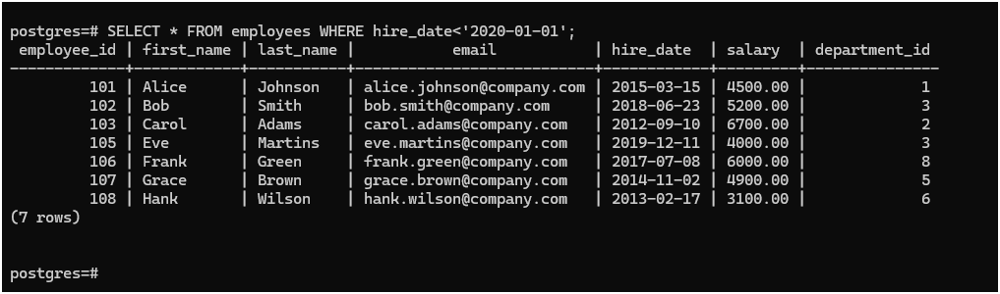 postgres=# SELECT * FROM employees WHERE hire_date<'2020-01-01';
 employee_id | first_name | last_name |           email           | hire_date  | salary  | department_id
-------------+------------+-----------+---------------------------+------------+---------+---------------
         101 | Alice      | Johnson   | alice.johnson@company.com | 2015-03-15 | 4500.00 |             1
         102 | Bob        | Smith     | bob.smith@company.com     | 2018-06-23 | 5200.00 |             3
         103 | Carol      | Adams     | carol.adams@company.com   | 2012-09-10 | 6700.00 |             2
         105 | Eve        | Martins   | eve.martins@company.com   | 2019-12-11 | 4000.00 |             3
         106 | Frank      | Green     | frank.green@company.com   | 2017-07-08 | 6000.00 |             8
         107 | Grace      | Brown     | grace.brown@company.com   | 2014-11-02 | 4900.00 |             5
         108 | Hank       | Wilson    | hank.wilson@company.com   | 2013-02-17 | 3100.00 |             6
(7 rows)
postgres=#